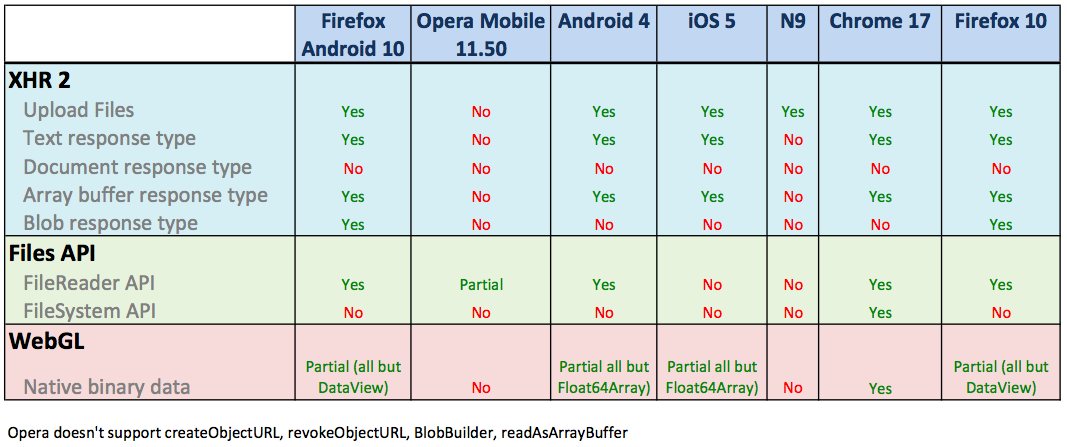 Firefox Android 10 Opera Mobile 11.50 Android 4 iOS 5 N9 Chrome 17 Firefox 10
XHR 2
Upload Files Yes No Yes Yes Yes Yes Yes
Text response type Yes No Yes Yes No Yes Yes
Document response type No No No No No No No
Array buffer response type Yes No Yes Yes No Yes Yes
Blob response type Yes No No No No No Yes
Files API
FileReader API Yes Partial Yes No No Yes Yes
FileSystem API No No No No No Yes No
WebGL
Native binary data Partial (all but DataView) No Partial all but Float64Array) Partial all but Float64Array) No Yes Partial (all but DataView)
Opera doesn't support createObjectURL, revokeObjectURL, BlobBuilder, readAsArrayBuffer